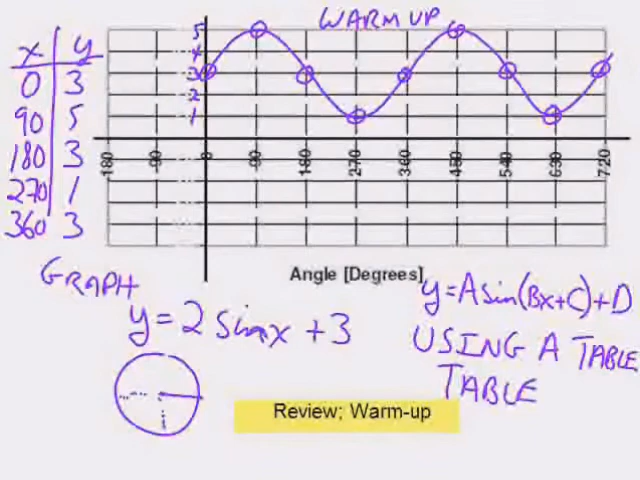 WARM UP
x y
0 3
90 5
180 3
270 1
360 3
5
4
3
2
1
-180 -90 0 90 180 270 360 450 540 630 720
Angle [Degrees]
GRAPH
y=2 sin x +3
y=A sin(Bx+C)+D
USING A TABLE
TABLE
Review; Warm-up